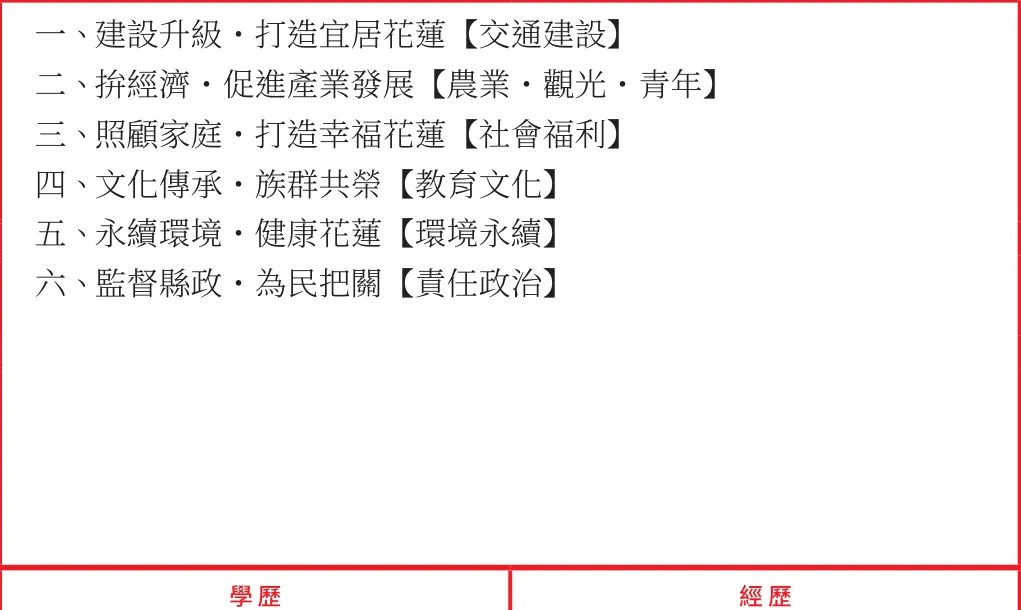 一、建設升級・打造宜居花蓮【交通建設】
二、拚經濟・促進產業發展【農業・觀光・青年】
三、照顧家庭・打造幸福花蓮【社會福利】
四、文化傳承・族群共榮【教育文化】
五、永續環境・健康花蓮【環境永續】
六、監督縣政・為民把關【責任政治】
學歷 經歷